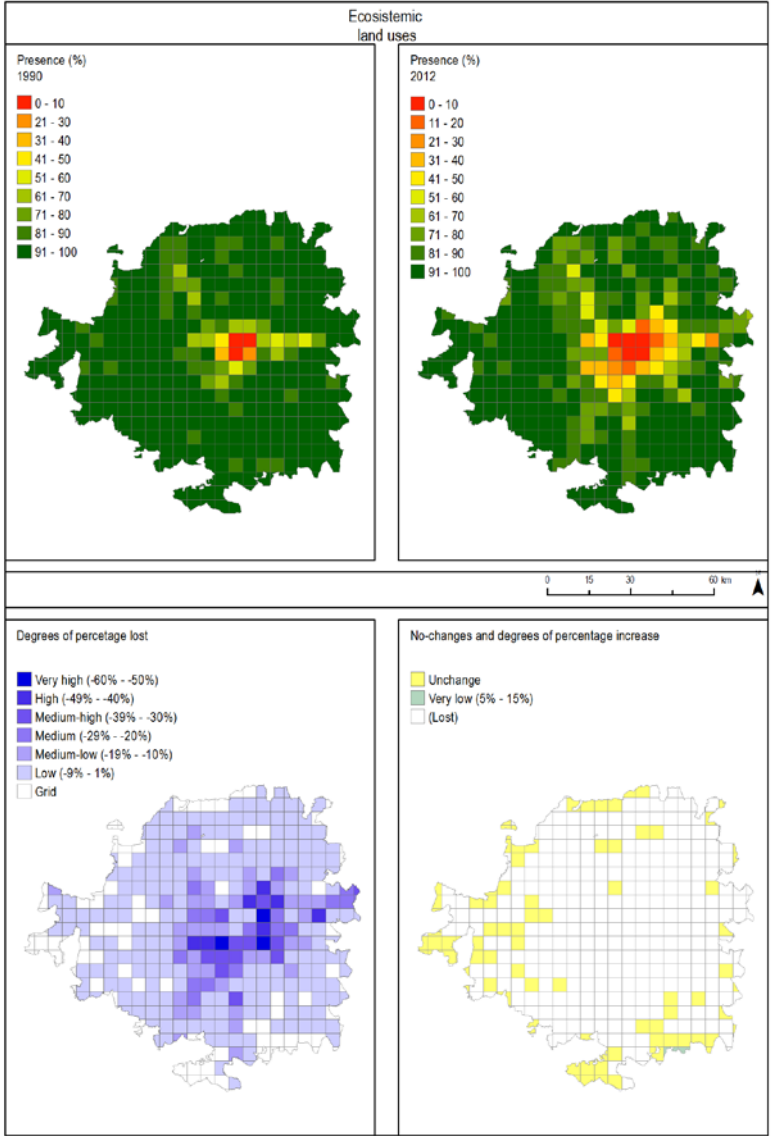 Ecosistemic
land uses
Presence (%)
1990
0 - 10
21 - 30
31 - 40
41 - 50
51 - 60
61 - 70
71 - 80
81 - 90
91 - 100
Presence (%)
2012
0 - 10
11 - 20
21 - 30
31 - 40
41 - 50
51 - 60
61 - 70
71 - 80
81 - 90
91 - 100
0 15 30 60 km
Degrees of percetage lost
Very high (-60% - -50%)
High (-49% - -40%)
Medium-high (-39% - -30%)
Medium (-29% - -20%)
Medium-low (-19% - -10%)
Low (-9% - 1%)
Grid
No-changes and degrees of percentage increase
Unchange
Very low (5% - 15%)
(Lost)